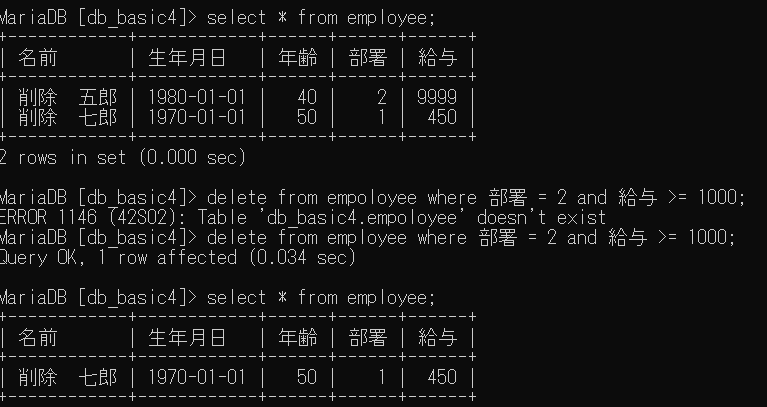 MariaDB [db_basic4]> select * from employee;
+------------+------------+------+------+------+
| 名前       | 生年月日   | 年齢 | 部署 | 給与 |
+------------+------------+------+------+------+
| 削除　五郎 | 1980-01-01 |   40 |    2 | 9999 |
| 削除　七郎 | 1970-01-01 |   50 |    1 |  450 |
+------------+------------+------+------+------+
2 rows in set (0.000 sec)
MariaDB [db_basic4]> delete from empoloyee where 部署 = 2 and 給与 >= 1000;
ERROR 1146 (42S02): Table 'db_basic4.empoloyee' doesn't exist
MariaDB [db_basic4]> delete from employee where 部署 = 2 and 給与 >= 1000;
Query OK, 1 row affected (0.034 sec)
MariaDB [db_basic4]> select * from employee;
+------------+------------+------+------+------+
| 名前       | 生年月日   | 年齢 | 部署 | 給与 |
+------------+------------+------+------+------+
| 削除　七郎 | 1970-01-01 |   50 |    1 |  450 |
+------------+------------+------+------+------+